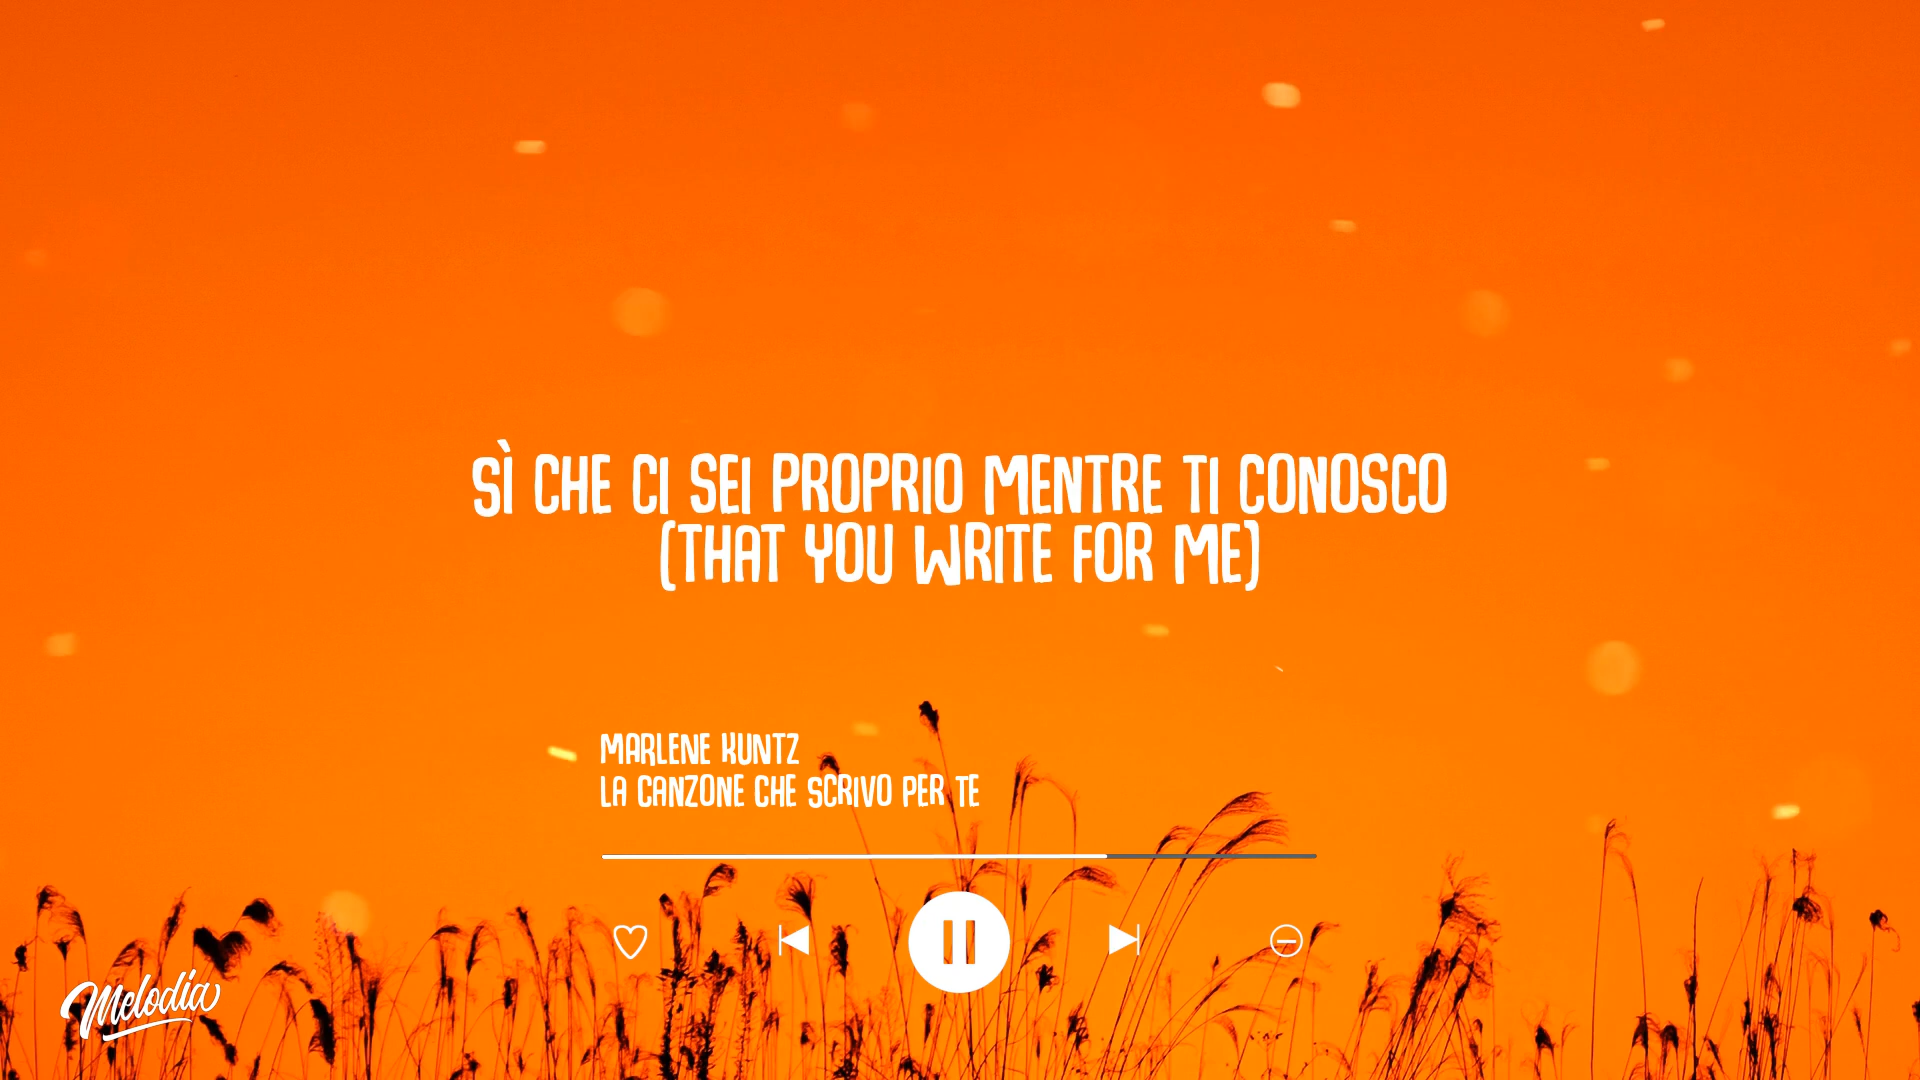 SÌ CHE CI SEI PROPRIO MENTRE TI CONOSCO
(THAT YOU WRITE FOR ME)
MARLENE KUNTZ
LA CANZONE CHE SCRIVO PER TE
Melodia